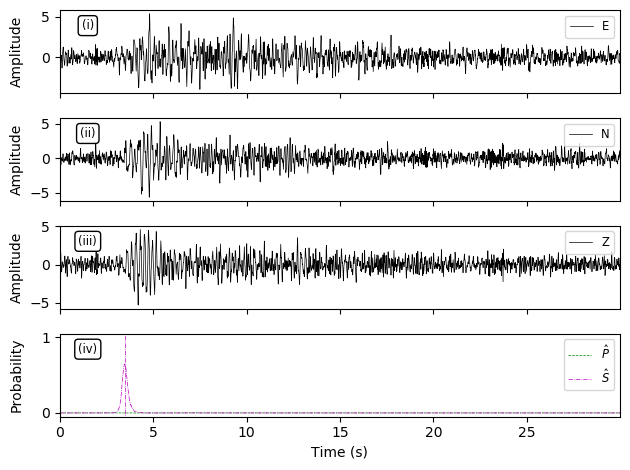 (i)
E
Amplitude
5
0
(ii)
N
Amplitude
5
0
−5
(iii)
Z
Amplitude
5
0
−5
(iv)
P̂
Ŝ
Probability
1
0
0 5 10 15 20 25
Time (s)